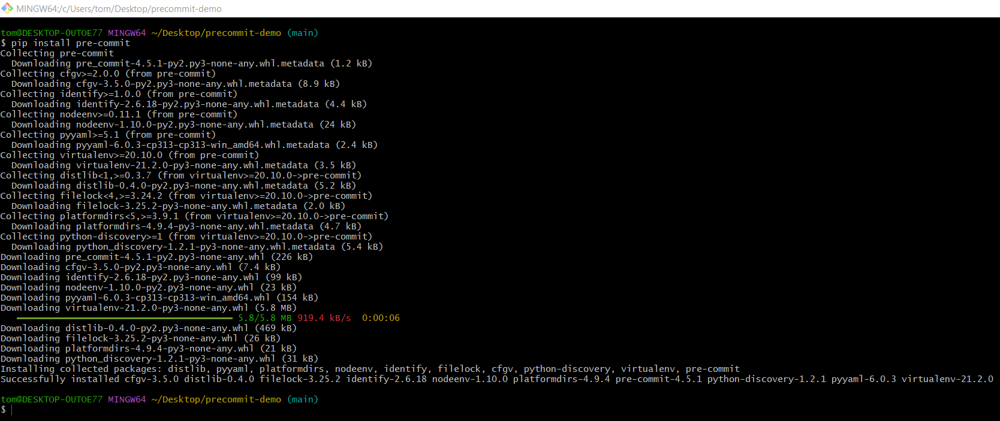 MINGW64:/c/Users/tom/Desktop/precommit-demo
tom@DESKTOP-OUTOE77 MINGW64 ~/Desktop/precommit-demo (main)
$ pip install pre-commit
Collecting pre-commit
  Downloading pre_commit-4.5.1-py2.py3-none-any.whl.metadata (1.2 kB)
Collecting cfgv>=2.0.0 (from pre-commit)
  Downloading cfgv-3.5.0-py2.py3-none-any.whl.metadata (8.9 kB)
Collecting identify>=1.0.0 (from pre-commit)
  Downloading identify-2.6.18-py2.py3-none-any.whl.metadata (4.4 kB)
Collecting nodeenv>=0.11.1 (from pre-commit)
  Downloading nodeenv-1.10.0-py2.py3-none-any.whl.metadata (24 kB)
Collecting pyyaml>=5.1 (from pre-commit)
  Downloading pyyaml-6.0.3-cp313-cp313-win_amd64.whl.metadata (2.4 kB)
Collecting virtualenv>=20.10.0 (from pre-commit)
  Downloading virtualenv-21.2.0-py3-none-any.whl.metadata (3.5 kB)
Collecting distlib<1,>=0.3.7 (from virtualenv>=20.10.0->pre-commit)
  Downloading distlib-0.4.0-py2.py3-none-any.whl.metadata (5.2 kB)
Collecting filelock<4,>=3.24.2 (from virtualenv>=20.10.0->pre-commit)
  Downloading filelock-3.25.2-py3-none-any.whl.metadata (2.0 kB)
Collecting platformdirs<5,>=3.9.1 (from virtualenv>=20.10.0->pre-commit)
  Downloading platformdirs-4.9.4-py3-none-any.whl.metadata (4.7 kB)
Collecting python-discovery>=1 (from virtualenv>=20.10.0->pre-commit)
  Downloading python_discovery-1.2.1-py3-none-any.whl.metadata (5.4 kB)
Downloading pre_commit-4.5.1-py2.py3-none-any.whl (226 kB)
Downloading cfgv-3.5.0-py2.py3-none-any.whl (7.4 kB)
Downloading identify-2.6.18-py2.py3-none-any.whl (99 kB)
Downloading nodeenv-1.10.0-py2.py3-none-any.whl (23 kB)
Downloading pyyaml-6.0.3-cp313-cp313-win_amd64.whl (154 kB)
Downloading virtualenv-21.2.0-py3-none-any.whl (5.8 MB)
5.8/5.8 MB 919.4 kB/s  0:00:06
Downloading distlib-0.4.0-py2.py3-none-any.whl (469 kB)
Downloading filelock-3.25.2-py3-none-any.whl (26 kB)
Downloading platformdirs-4.9.4-py3-none-any.whl (21 kB)
Downloading python_discovery-1.2.1-py3-none-any.whl (31 kB)
Installing collected packages: distlib, pyyaml, platformdirs, nodeenv, identify, filelock, cfgv, python-discovery, virtualenv, pre-commit
Successfully installed cfgv-3.5.0 distlib-0.4.0 filelock-3.25.2 identify-2.6.18 nodeenv-1.10.0 platformdirs-4.9.4 pre-commit-4.5.1 python-discovery-1.2.1 pyyaml-6.0.3 virtualenv-21.2.0
tom@DESKTOP-OUTOE77 MINGW64 ~/Desktop/precommit-demo (main)
$